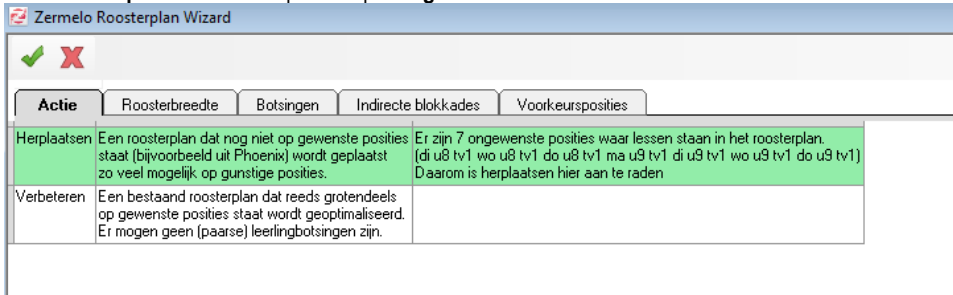 Zermelo Roosterplan Wizard
Actie Roosterbreedte Botsingen Indirecte blokkades Voorkeursposities
Herplaatsen Een roosterplan dat nog niet op gewenste posities Er zijn 7 ongewenste posities waar lessen staan in het roosterplan.
staat (bijvoorbeeld uit Phoenix) wordt geplaatst (di u8 tv1 wo u8 tv1 do u8 tv1 ma u9 tv1 di u9 tv1 wo u9 tv1 do u9 tv1)
zo veel mogelijk op gunstige posities. Daarom is herplaatsen hier aan te raden
Verbeteren Een bestaand roosterplan dat reeds grotendeels
op gewenste posities staat wordt geoptimaliseerd.
Er mogen geen (paarse) leerlingbotsingen zijn.